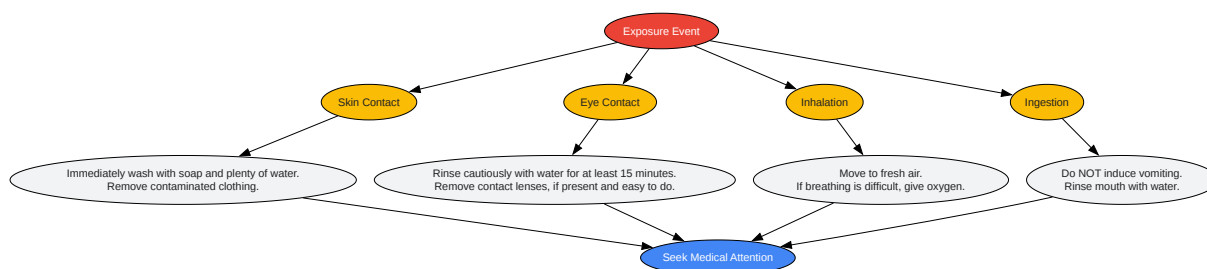 Exposure Event
Skin Contact
Eye Contact
Inhalation
Ingestion
Immediately wash with soap and plenty of water.
Remove contaminated clothing.
Rinse cautiously with water for at least 15 minutes.
Remove contact lenses, if present and easy to do.
Move to fresh air.
If breathing is difficult, give oxygen.
Do NOT induce vomiting.
Rinse mouth with water.
Seek Medical Attention